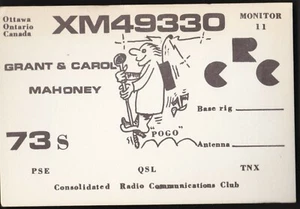 Ottawa
Ontario
Canada
XM49330
MONITOR
11
GRANT & CAROL
MAHONEY
CRC
Base rig
73s
"POGO"
Antenna
PSE QSL TNX
Consolidated Radio Communications Club